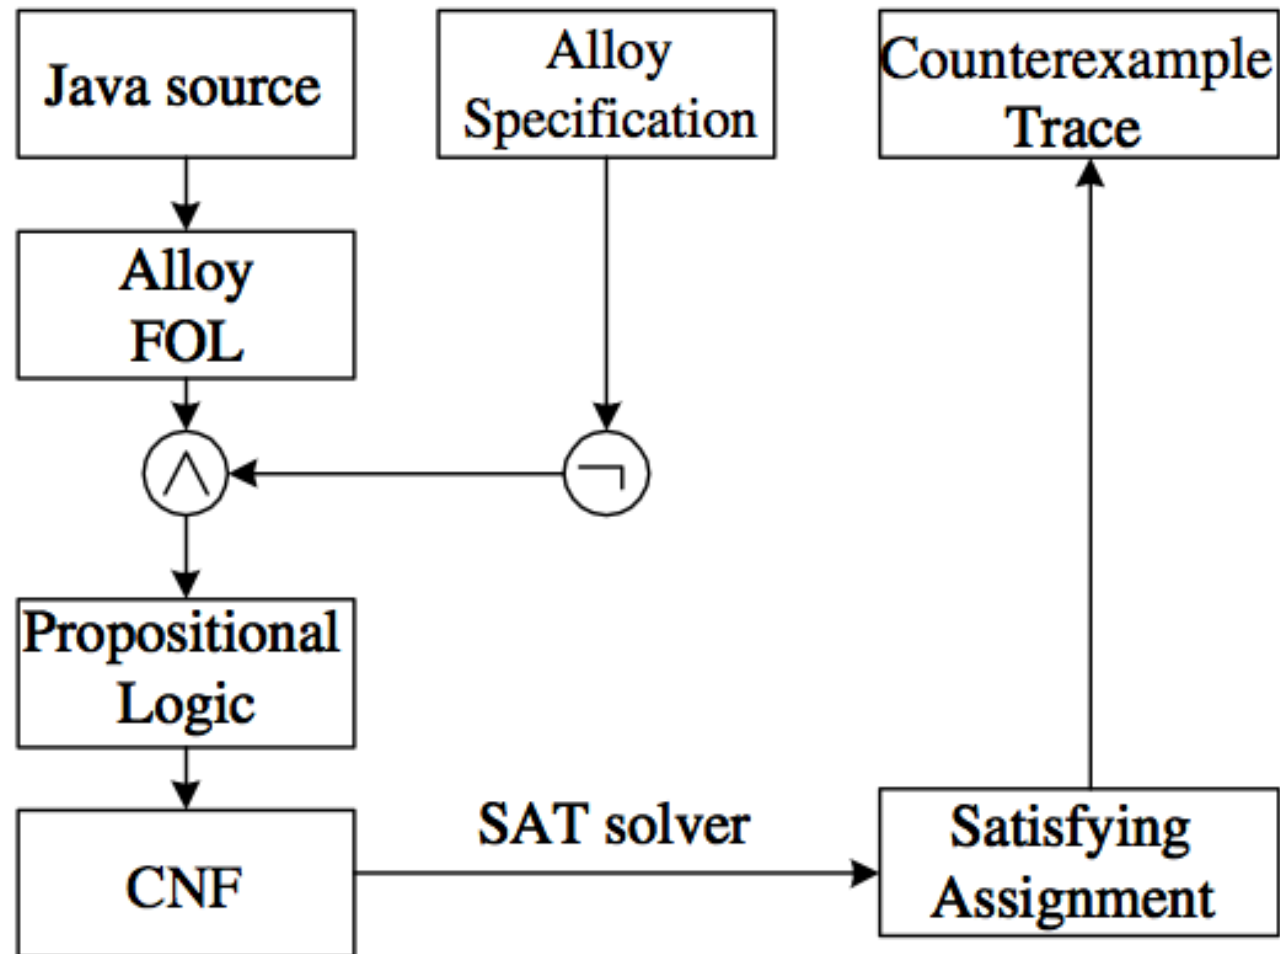 Java source
Alloy
Specification
Counterexample
Trace
Alloy
FOL
∧
¬
Propositional
Logic
CNF
SAT solver
Satisfying
Assignment